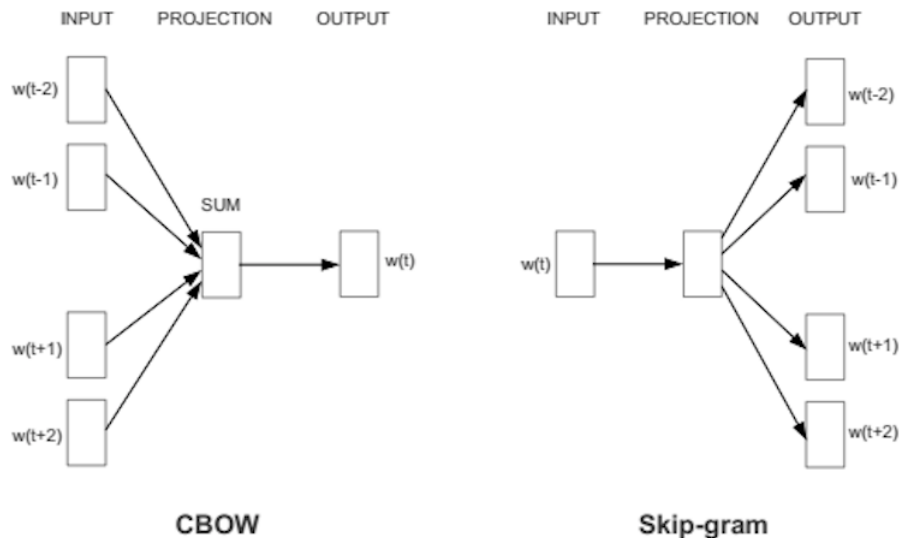 INPUT PROJECTION OUTPUT
w(t-2)
w(t-1)
SUM
w(t)
w(t+1)
w(t+2)
CBOW
INPUT PROJECTION OUTPUT
w(t-2)
w(t-1)
w(t)
w(t+1)
w(t+2)
Skip-gram